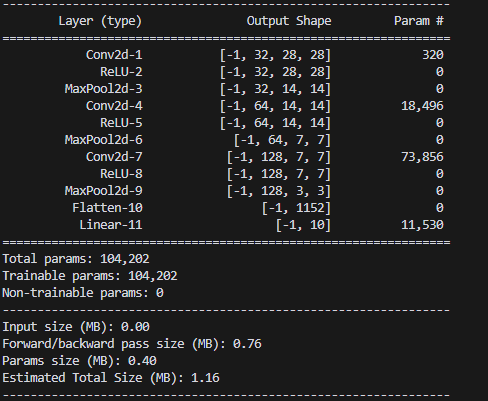 ----------------------------------------------------------------
        Layer (type)               Output Shape         Param #
================================================================
            Conv2d-1           [-1, 32, 28, 28]             320
              ReLU-2           [-1, 32, 28, 28]               0
         MaxPool2d-3           [-1, 32, 14, 14]               0
            Conv2d-4           [-1, 64, 14, 14]          18,496
              ReLU-5           [-1, 64, 14, 14]               0
         MaxPool2d-6             [-1, 64, 7, 7]               0
            Conv2d-7            [-1, 128, 7, 7]          73,856
              ReLU-8            [-1, 128, 7, 7]               0
         MaxPool2d-9            [-1, 128, 3, 3]               0
          Flatten-10                 [-1, 1152]               0
           Linear-11                   [-1, 10]          11,530
================================================================
Total params: 104,202
Trainable params: 104,202
Non-trainable params: 0
----------------------------------------------------------------
Input size (MB): 0.00
Forward/backward pass size (MB): 0.76
Params size (MB): 0.40
Estimated Total Size (MB): 1.16
----------------------------------------------------------------